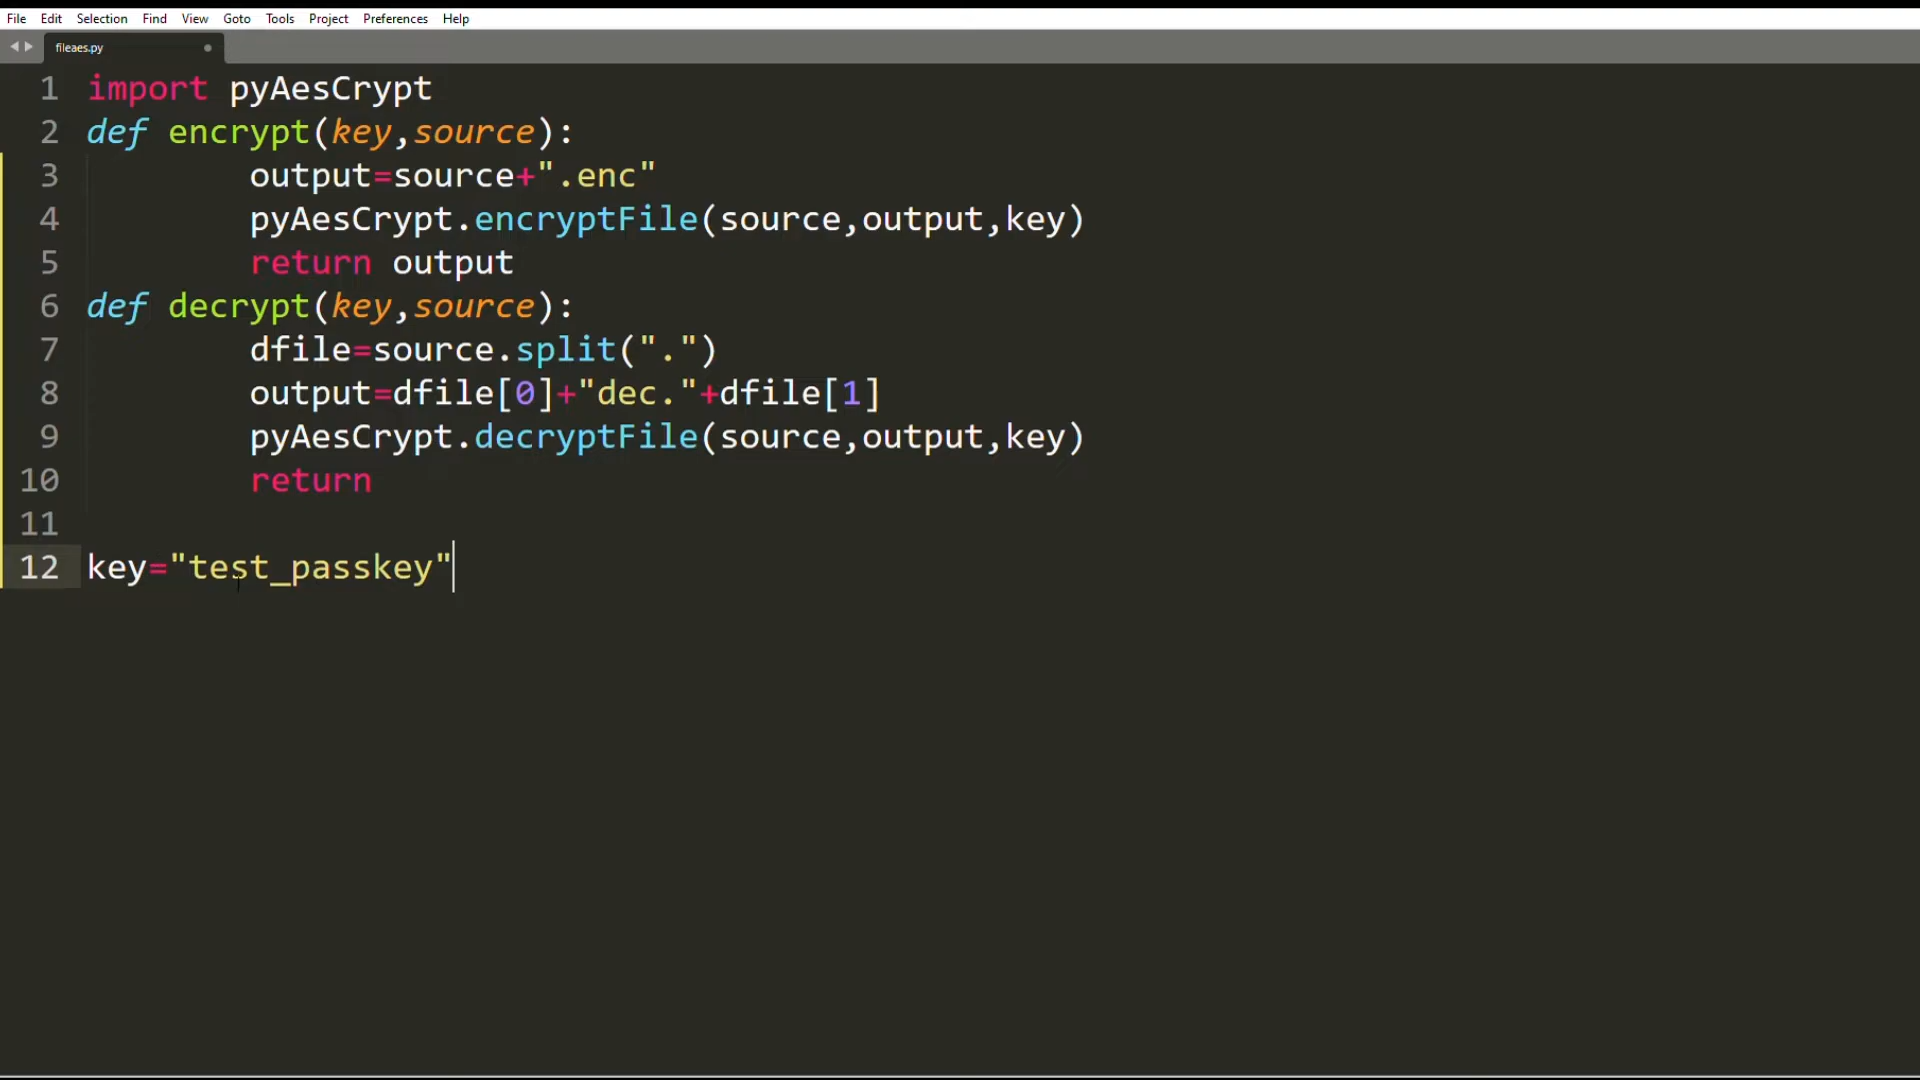 File Edit Selection Find View Goto Tools Project Preferences Help
fileaes.py
1 import pyAesCrypt
2 def encrypt(key,source):
3 output=source+".enc"
4 pyAesCrypt.encryptFile(source,output,key)
5 return output
6 def decrypt(key,source):
7 dfile=source.split(".")
8 output=dfile[0]+"dec."+dfile[1]
9 pyAesCrypt.decryptFile(source,output,key)
10 return
11
12 key="test_passkey"